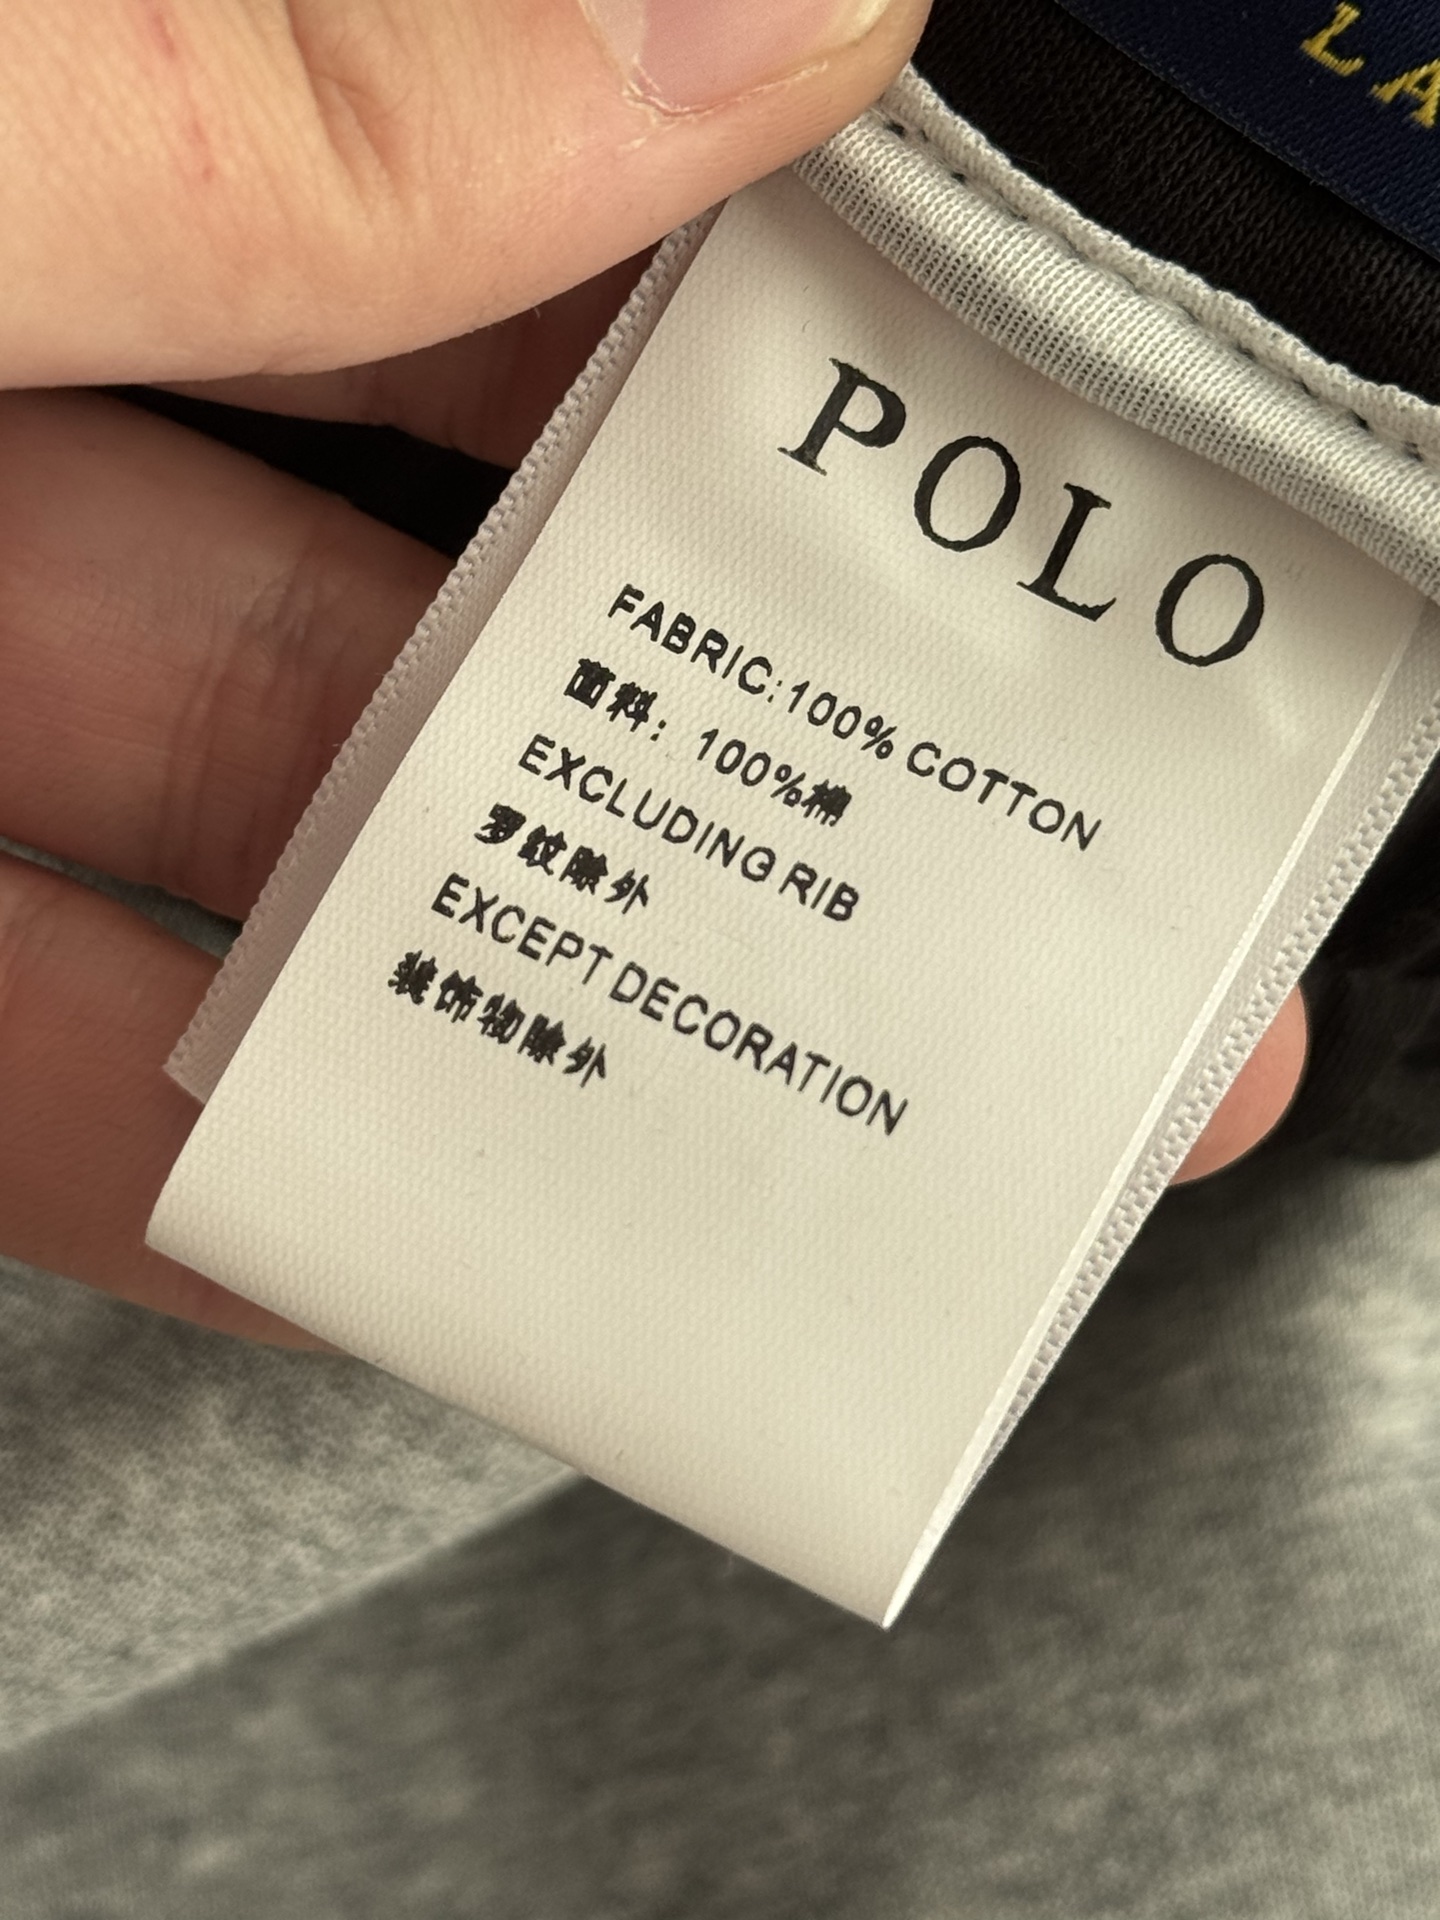 LA
POLO
FABRIC:100% COTTON
面料：100%棉
EXCLUDING RIB
罗纹除外
EXCEPT DECORATION
装饰物除外